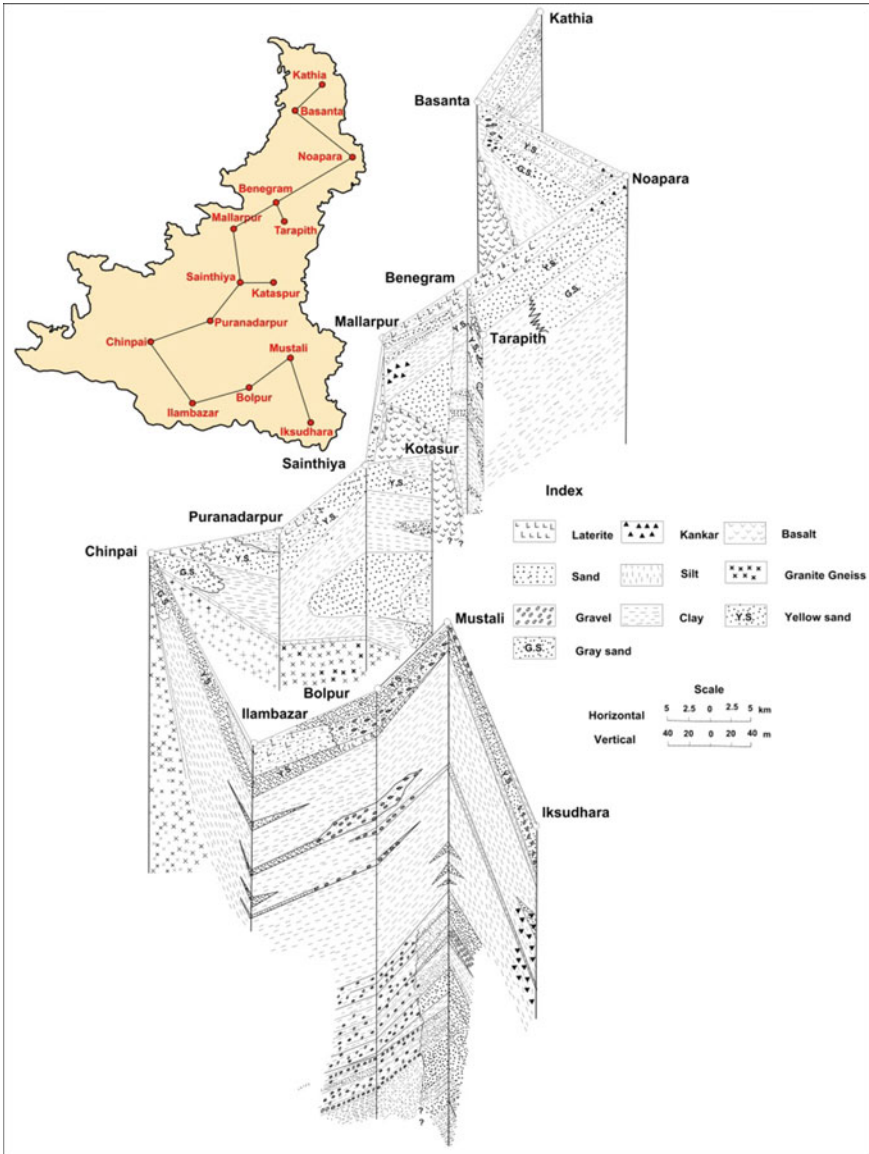 Kathia
Basanta
Noapara
Benegram
Mallarpur
Tarapith
Sainthiya
Kataspur
Puranadarpur
Chinpai
Mustali
Bolpur
Ilambazar
Iksudhara
Kathia
Basanta
Y.S.
G.S.
Noapara
Benegram
Y.S.
G.S.
Mallarpur
Y.S.
Y.S.
Tarapith
Kotasur
Sainthiya
Y.S.
Puranadarpur
Y.S.
Chinpai
Y.S.
G.S.
G.S.
Y.S.
Mustali
Bolpur
Y.S.
Ilambazar
Y.S.
Y.S.
Iksudhara
? ?
?
?
Index
Laterite
Kankar
Basalt
Sand
Silt
Granite Gneiss
Gravel
Clay
Y.S. Yellow sand
G.S. Gray sand
Scale
Horizontal 5 2.5 0 2.5 5 km
Vertical 40 20 0 20 40 m